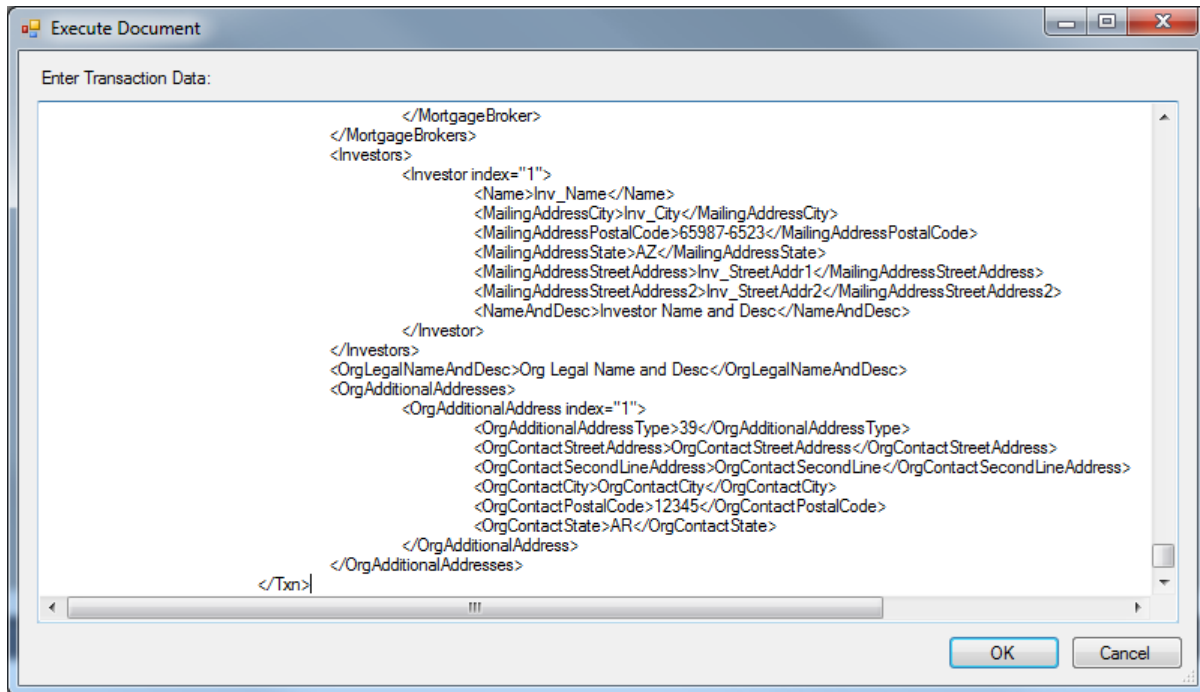 Execute Document
Enter Transaction Data:
</MortgageBroker>
</MortgageBrokers>
<Investors>
<Investor index="1">
<Name>Inv_Name</Name>
<MailingAddressCity>Inv_City</MailingAddressCity>
<MailingAddressPostalCode>65987-6523</MailingAddressPostalCode>
<MailingAddressState>AZ</MailingAddressState>
<MailingAddressStreetAddress>Inv_StreetAddr1</MailingAddressStreetAddress>
<MailingAddressStreetAddress2>Inv_StreetAddr2</MailingAddressStreetAddress2>
<NameAndDesc>Investor Name and Desc</NameAndDesc>
</Investor>
</Investors>
<OrgLegalNameAndDesc>Org Legal Name and Desc</OrgLegalNameAndDesc>
<OrgAdditionalAddresses>
<OrgAdditionalAddress index="1">
<OrgAdditionalAddressType>39</OrgAdditionalAddressType>
<OrgContactStreetAddress>OrgContactStreetAddress</OrgContactStreetAddress>
<OrgContactSecondLineAddress>OrgContactSecondLine</OrgContactSecondLineAddress>
<OrgContactCity>OrgContactCity</OrgContactCity>
<OrgContactPostalCode>12345</OrgContactPostalCode>
<OrgContactState>AR</OrgContactState>
</OrgAdditionalAddress>
</OrgAdditionalAddresses>
</Txn>
OK Cancel